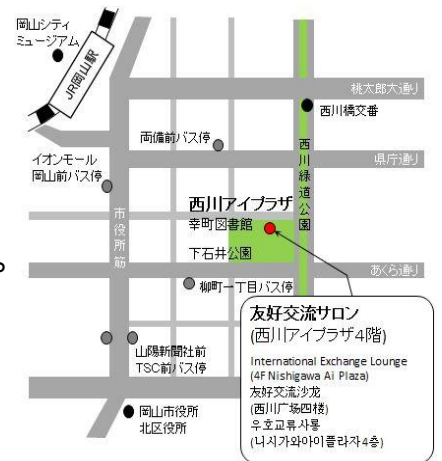 岡山シティ
ミュージアム
JR岡山駅
桃太郎大通り
西川橋交番
両備前バス停
西川緑道公園
県庁通り
イオンモール
岡山前バス停
市役所筋
西川アイプラザ
幸町図書館
下石井公園
あくら通り
柳町一丁目バス停
山陽新聞社前
TSC前バス停
岡山市役所
北区役所
友好交流サロン
(西川アイプラザ4階)
International Exchange Lounge
(4F Nishigawa Ai Plaza)
友好交流沙龙
(西川广场四楼)
우호교류사롱
(니시가와아이플라자4층)